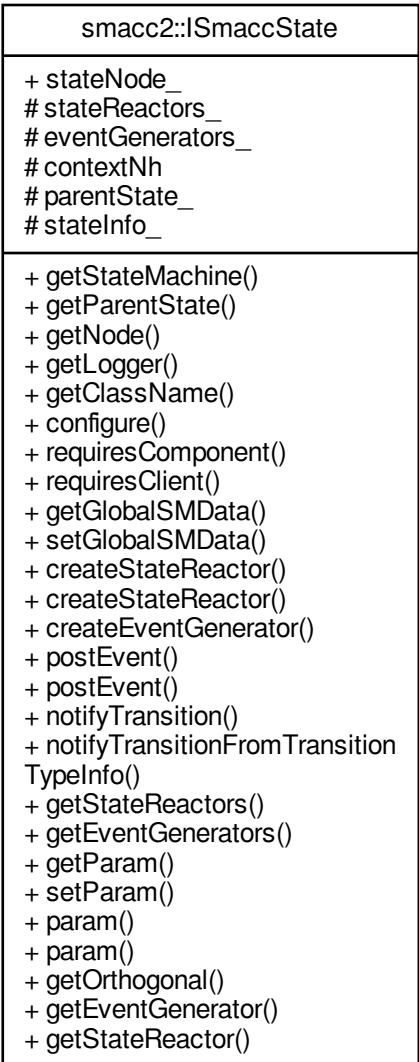 smacc2::ISmaccState
+ stateNode_
# stateReactors_
# eventGenerators_
# contextNh
# parentState_
# stateInfo_
+ getStateMachine()
+ getParentState()
+ getNode()
+ getLogger()
+ getClassName()
+ configure()
+ requiresComponent()
+ requiresClient()
+ getGlobalSMData()
+ setGlobalSMData()
+ createStateReactor()
+ createStateReactor()
+ createEventGenerator()
+ postEvent()
+ postEvent()
+ notifyTransition()
+ notifyTransitionFromTransition
TypeInfo()
+ getStateReactors()
+ getEventGenerators()
+ getParam()
+ setParam()
+ param()
+ param()
+ getOrthogonal()
+ getEventGenerator()
+ getStateReactor()